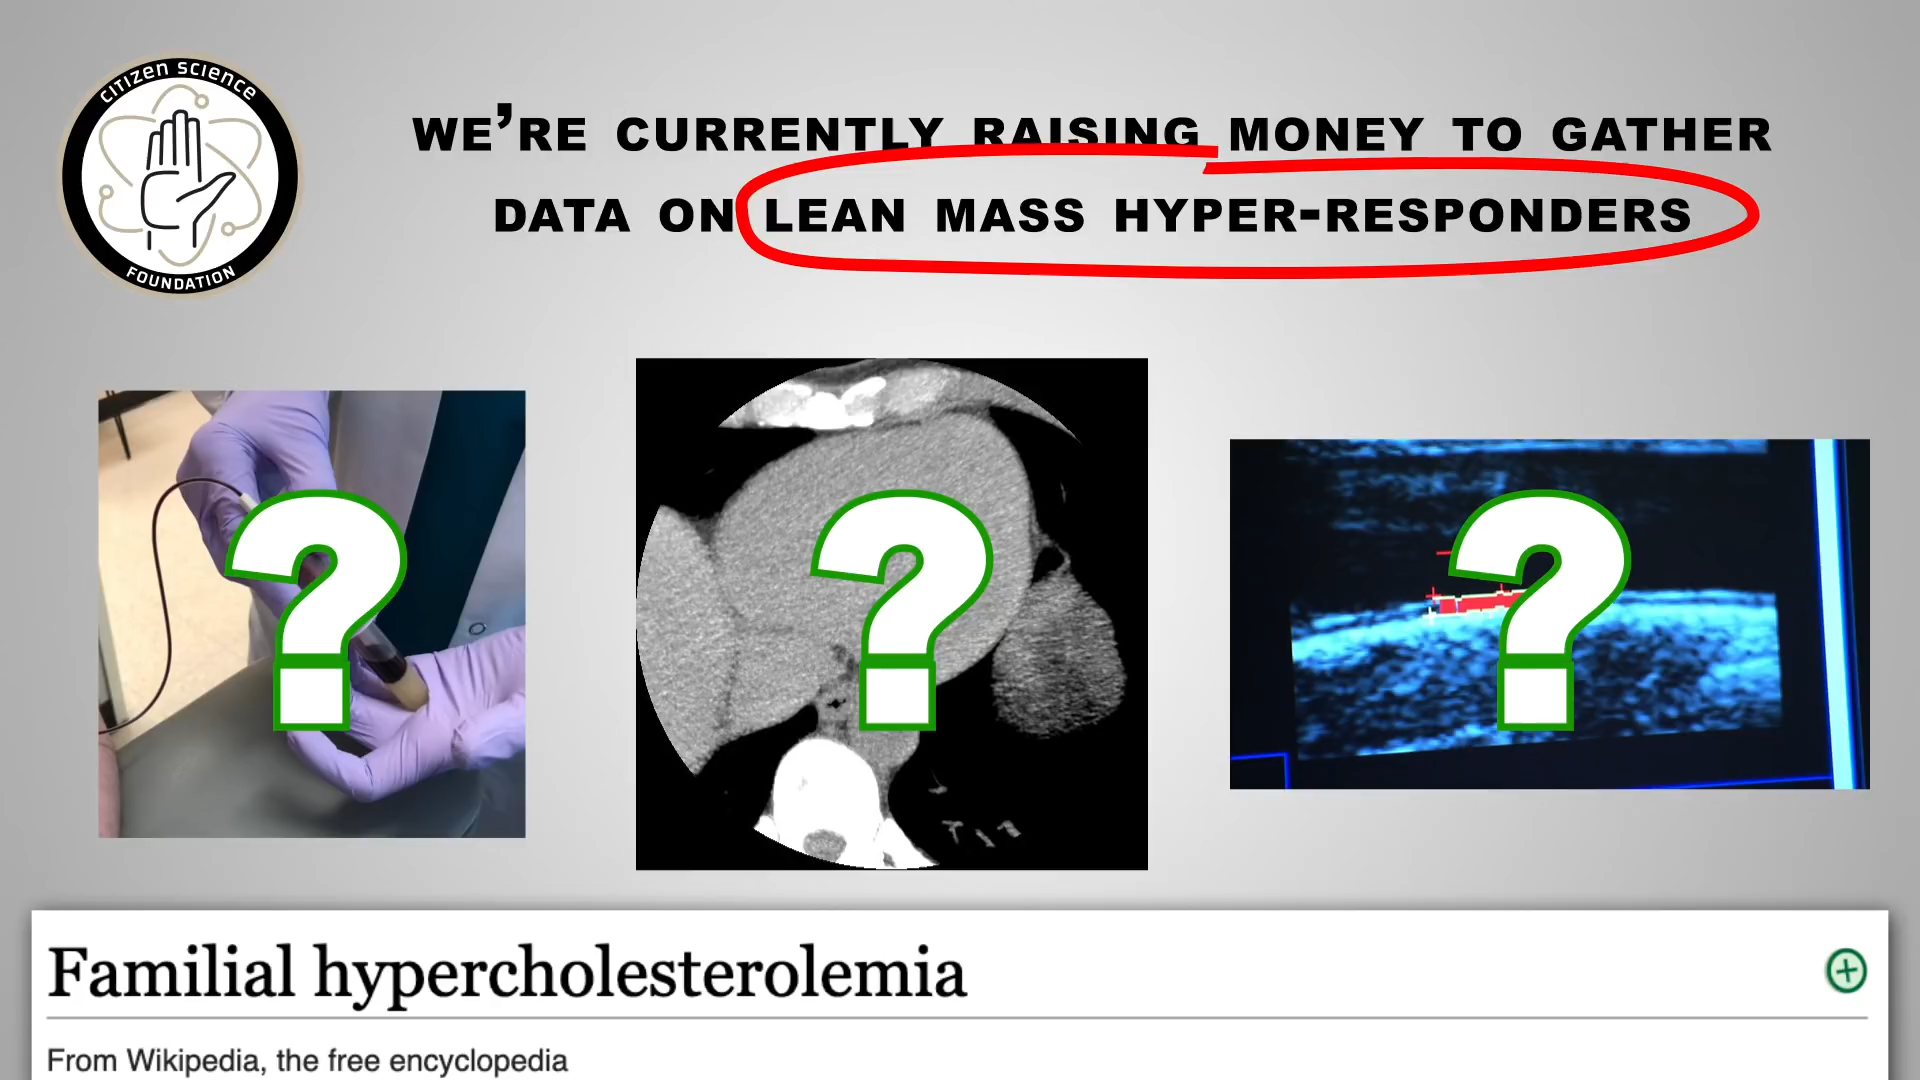 CITIZEN SCIENCE
FOUNDATION
WE'RE CURRENTLY RAISING MONEY TO GATHER
DATA ON LEAN MASS HYPER-RESPONDERS
?
?
?
Familial hypercholesterolemia
From Wikipedia, the free encyclopedia